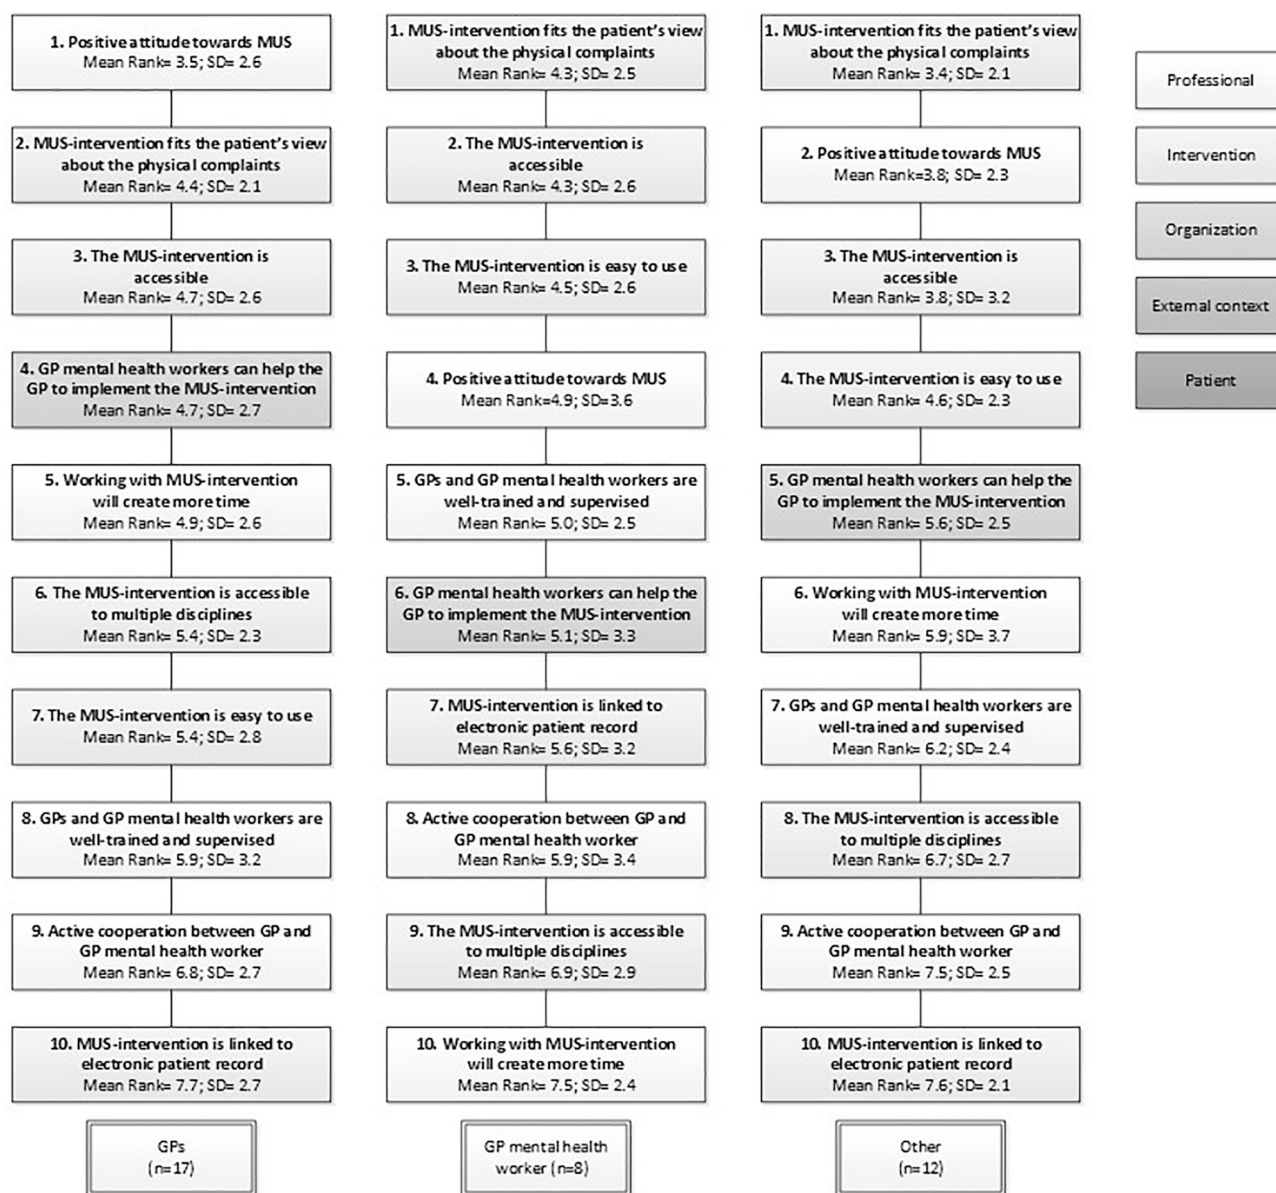 1. Positive attitude towards MUS
Mean Rank= 3.5; SD= 2.6
2. MUS-intervention fits the patient's view
about the physical complaints
Mean Rank= 4.4; SD= 2.1
3. The MUS-intervention is
accessible
Mean Rank= 4.7; SD= 2.6
4. GP mental health workers can help the
GP to implement the MUS-intervention
Mean Rank= 4.7; SD= 2.7
5. Working with MUS-intervention
will create more time
Mean Rank= 4.9; SD= 2.6
6. The MUS-intervention is accessible
to multiple disciplines
Mean Rank= 5.4; SD= 2.3
7. The MUS-intervention is easy to use
Mean Rank= 5.4; SD= 2.8
8. GPs and GP mental health workers are
well-trained and supervised
Mean Rank= 5.9; SD= 3.2
9. Active cooperation between GP and
GP mental health worker
Mean Rank= 6.8; SD= 2.7
10. MUS-intervention is linked to
electronic patient record
Mean Rank= 7.7; SD= 2.7
GPs
(n=17)
1. MUS-intervention fits the patient's view
about the physical complaints
Mean Rank= 4.3; SD= 2.5
2. The MUS-intervention is
accessible
Mean Rank= 4.3; SD= 2.6
3. The MUS-intervention is easy to use
Mean Rank= 4.5; SD= 2.6
4. Positive attitude towards MUS
Mean Rank=4.9; SD=3.6
5. GPs and GP mental health workers are
well-trained and supervised
Mean Rank= 5.0; SD= 2.5
6. GP mental health workers can help the
GP to implement the MUS-intervention
Mean Rank= 5.1; SD= 3.3
7. MUS-intervention is linked to
electronic patient record
Mean Rank= 5.6; SD= 3.2
8. Active cooperation between GP and
GP mental health worker
Mean Rank= 5.9; SD= 3.4
9. The MUS-intervention is accessible
to multiple disciplines
Mean Rank= 6.9; SD= 2.9
10. Working with MUS-intervention
will create more time
Mean Rank= 7.5; SD= 2.4
GP mental health
worker (n=8)
1. MUS-intervention fits the patient's view
about the physical complaints
Mean Rank= 3.4; SD= 2.1
2. Positive attitude towards MUS
Mean Rank=3.8; SD= 2.3
3. The MUS-intervention is
accessible
Mean Rank= 3.8; SD= 3.2
4. The MUS-intervention is easy to use
Mean Rank= 4.6; SD= 2.3
5. GP mental health workers can help the
GP to implement the MUS-intervention
Mean Rank= 5.6; SD= 2.5
6. Working with MUS-intervention
will create more time
Mean Rank= 5.9; SD= 3.7
7. GPs and GP mental health workers are
well-trained and supervised
Mean Rank= 6.2; SD= 2.4
8. The MUS-intervention is accessible
to multiple disciplines
Mean Rank= 6.7; SD= 2.7
9. Active cooperation between GP and
GP mental health worker
Mean Rank= 7.5; SD= 2.5
10. MUS-intervention is linked to
electronic patient record
Mean Rank= 7.6; SD= 2.1
Other
(n=12)
Professional
Intervention
Organization
External context
Patient